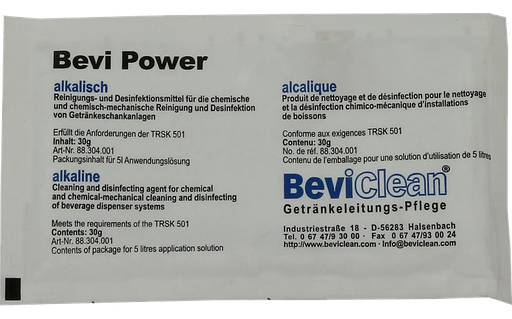 Bevi Power
alkalisch
Reinigungs- und Desinfektionsmittel für die chemische
und chemisch-mechanische Reinigung und Desinfektion
von Getränkeschankanlagen
Erfüllt die Anforderungen der TRSK 501
Inhalt: 30g
Art-Nr. 88.304.001
Packungsinhalt für 5l Anwendungslösung
alkaline
Cleaning and disinfecting agent for chemical
and chemical-mechanical cleaning and disinfecting
of beverage dispenser systems
Meets the requirements of the TRSK 501
Contents: 30g
Art-Nr. 88.304.001
Contents of package for 5 litres application solution
alcalique
Produit de nettoyage et de désinfection pour le nettoyage
et la désinfection chimico-mécanique d'installations
de boissons
Conforme aux exigences TRSK 501
Contenu: 30g
No. de réf. 88.304.001
Contenu de l'emballage pour une solution d'utilisation de 5 litres
BeviClean®
Getränkeleitungs-Pflege
Industriestraße 18 - D-56283 Halsenbach
Tel. 0 67 47/9 30 00 - Fax 0 67 47/93 00 24
http://www.beviclean.com · Info@beviclean.com